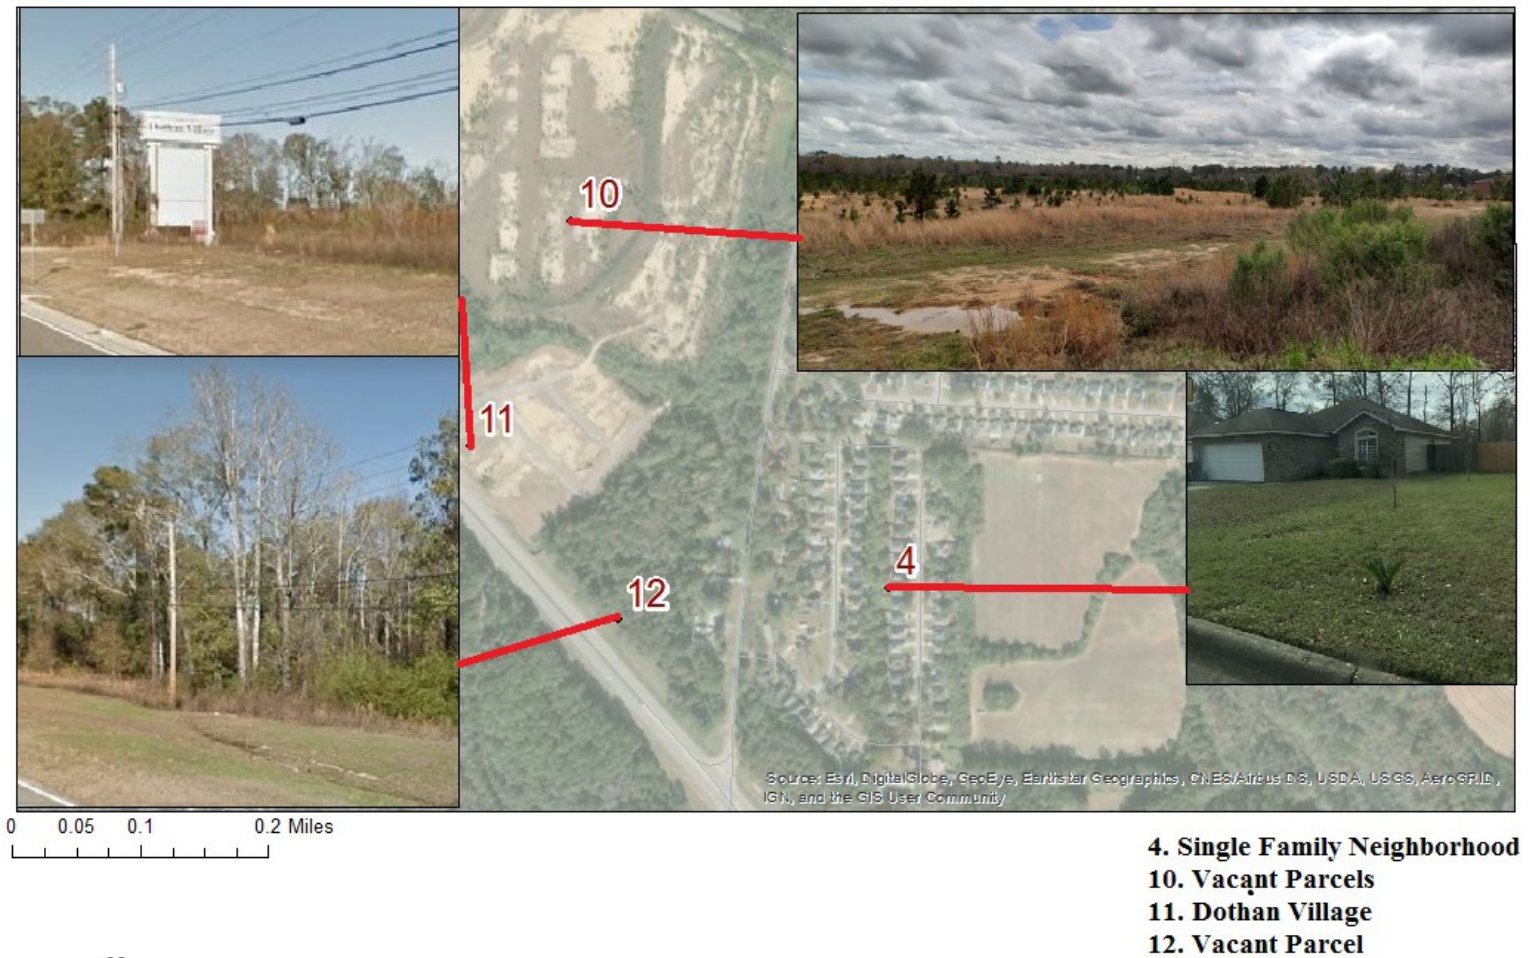 Dothan Village
10
11
4
12
Source: Esri, DigitalGlobe, GeoEye, Earthstar Geographics, CNES/Airbus DS, USDA, USGS, AeroGRID,
IGN, and the GIS User Community
0 0.05 0.1 0.2 Miles
4. Single Family Neighborhood
10. Vacant Parcels
11. Dothan Village
12. Vacant Parcel